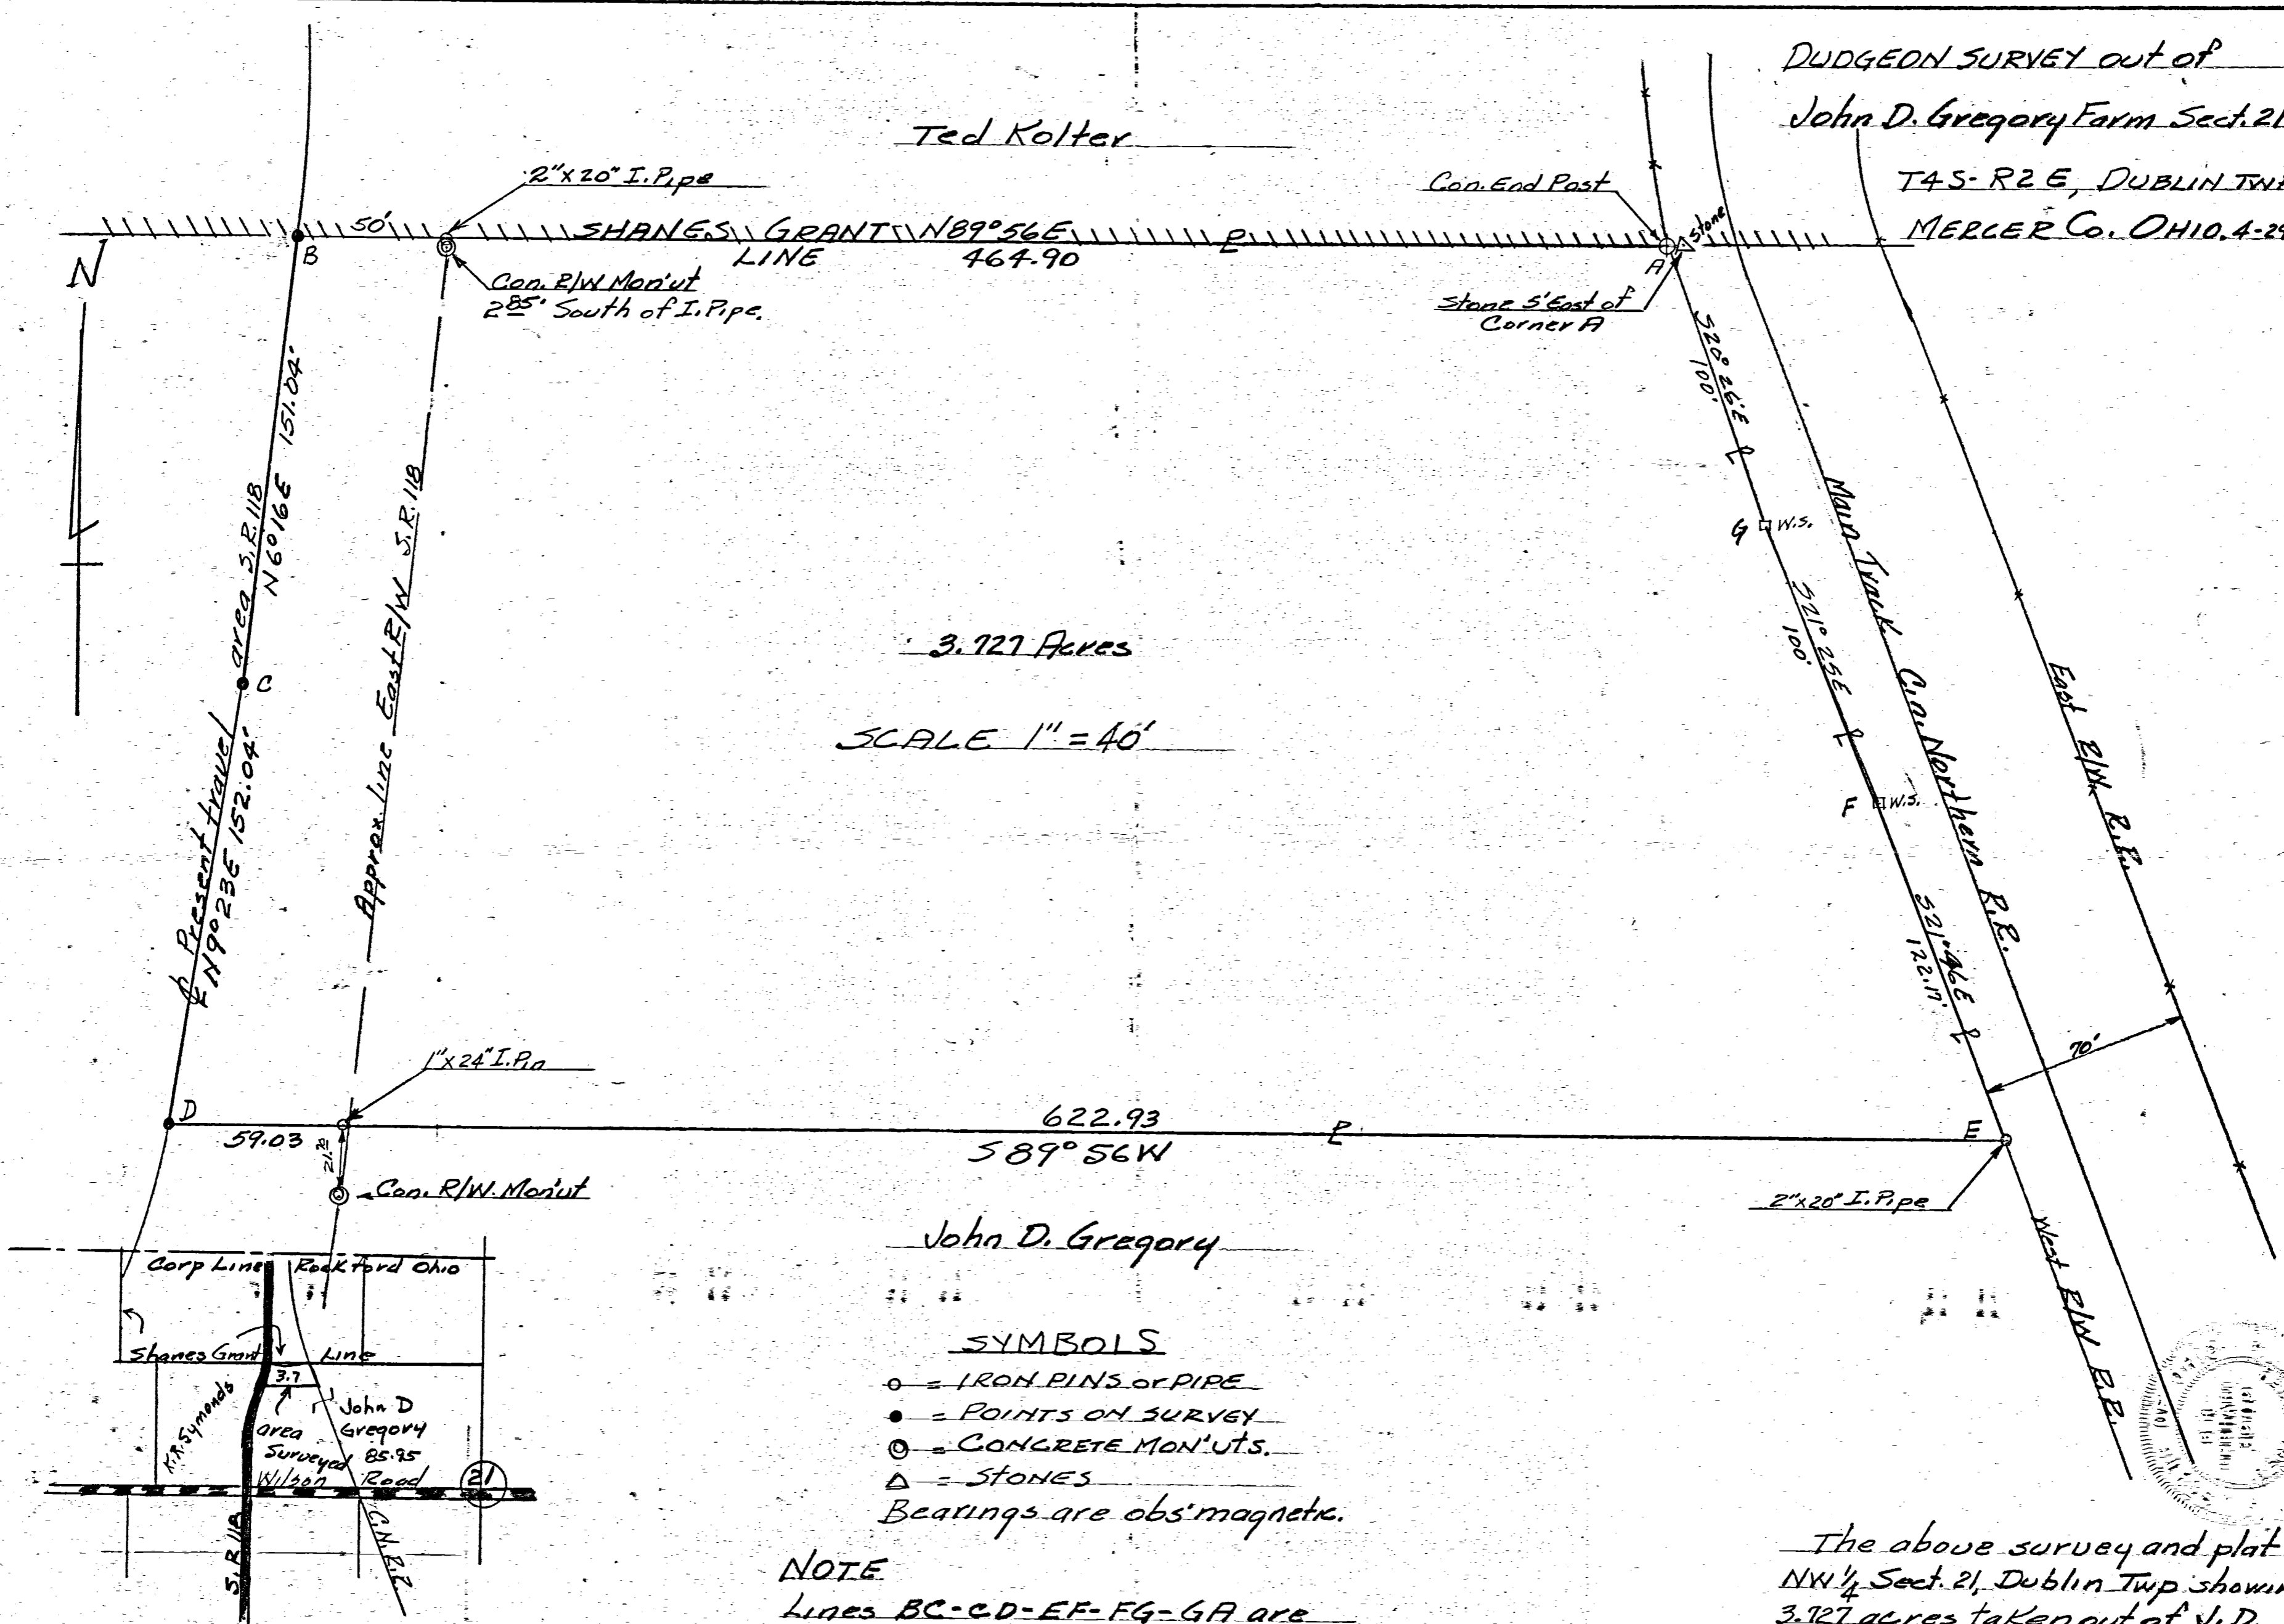 DUDGEON SURVEY out of
John D. Gregory Farm Sect. 21
T4S-R2E, DUBLIN TW
MERCER Co. OHIO. 4-29
Ted Kolter
2"x20" I. Pipe
Con. End Post
Stone
50'
SHANES GRANT N89°56E
LINE 464.90
P
B
A
N
Con. R/W Mon'ut
2 85' South of I. Pipe.
Stone 5' East of
Corner A
S20°26'E P
100'
N6°16E 151.04'
Present travel area S.R. 118
Approx. line East R/W S.R. 118
G W.S.
Main Track Cin. Northern R.R.
S21°25E P
100'
3.727 Acres
East R/W. R.R.
C
SCALE 1"=40'
N9°23E 152.04'
F W.S.
S21°46E P
122.17'
1"x24" I. Pin
70'
D
59.03
622.93
P
S89°56W
E
21.20
Con. R/W. Mon'ut
2"x20" I. Pipe
West R/W R.R.
John D. Gregory
Corp Line Rockford Ohio
Shanes Grant Line
3.7
K.R. Symonds
area
Surveyed
John D
Gregory
85.95
Wilson Road
21
S.R. 118
C.N.R.R.
SYMBOLS
= IRON PINS or PIPE
= POINTS ON SURVEY
= CONCRETE MON'UTS.
= STONES
Bearings are obs' magnetic.
NOTE
Lines BC-CD-EF-FG-GA are
The above survey and plat
NW 1/4 Sect. 21, Dublin Twp showin
3.727 acres taken out of J.D.